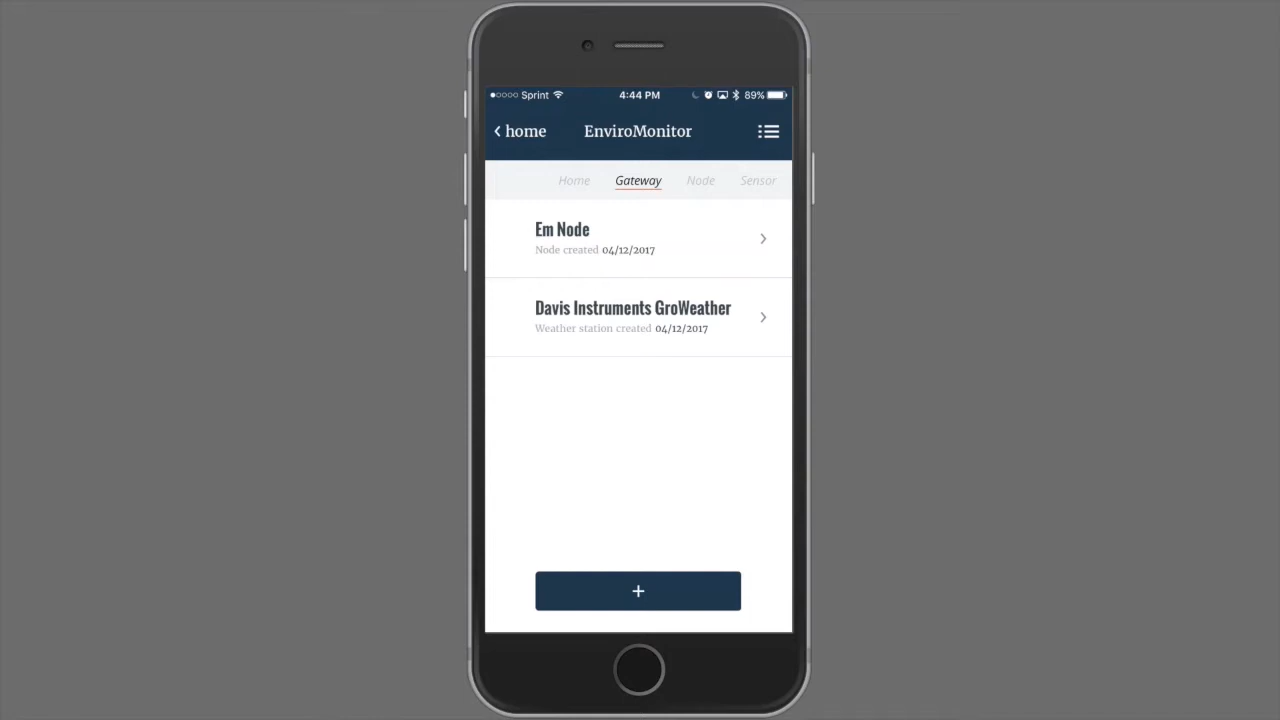 Sprint 4:44 PM 89%
< home EnviroMonitor
Home Gateway Node Sensor
Em Node
Node created 04/12/2017
Davis Instruments GroWeather
Weather station created 04/12/2017
+